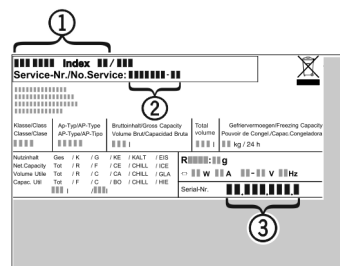 1
Index /
Service-Nr./No.Service: -
2
Klasse/Class Ap-Typ/AP-Type Bruttoinhalt/Gross Capacity Total Gefriervermoegen/Freezing Capacity
Classe/Clase AP-Type/AP-Tipo Volume Brut/Capacidad Bruta volume Pouvoir de Congel./Capac.Congeladora
l l kg / 24 h
Nutzinhalt Ges / K / G / KE / KALT / EIS
Net.Capacity Tot / R / F / CE / CHILL / ICE
Volume Utile Tot / R / C / CA / CHILL / GLA
Capac. Util Tot / F / C / BO / CHILL / HIE
l / l
R : g
W A - V Hz
Serial-Nr. . . .
3